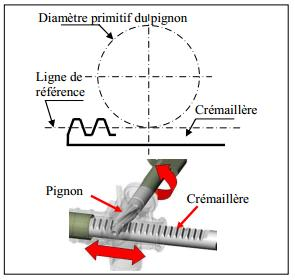 Diamètre primitif du pignon
Ligne de
référence
Crémaillère
Pignon
Crémaillère